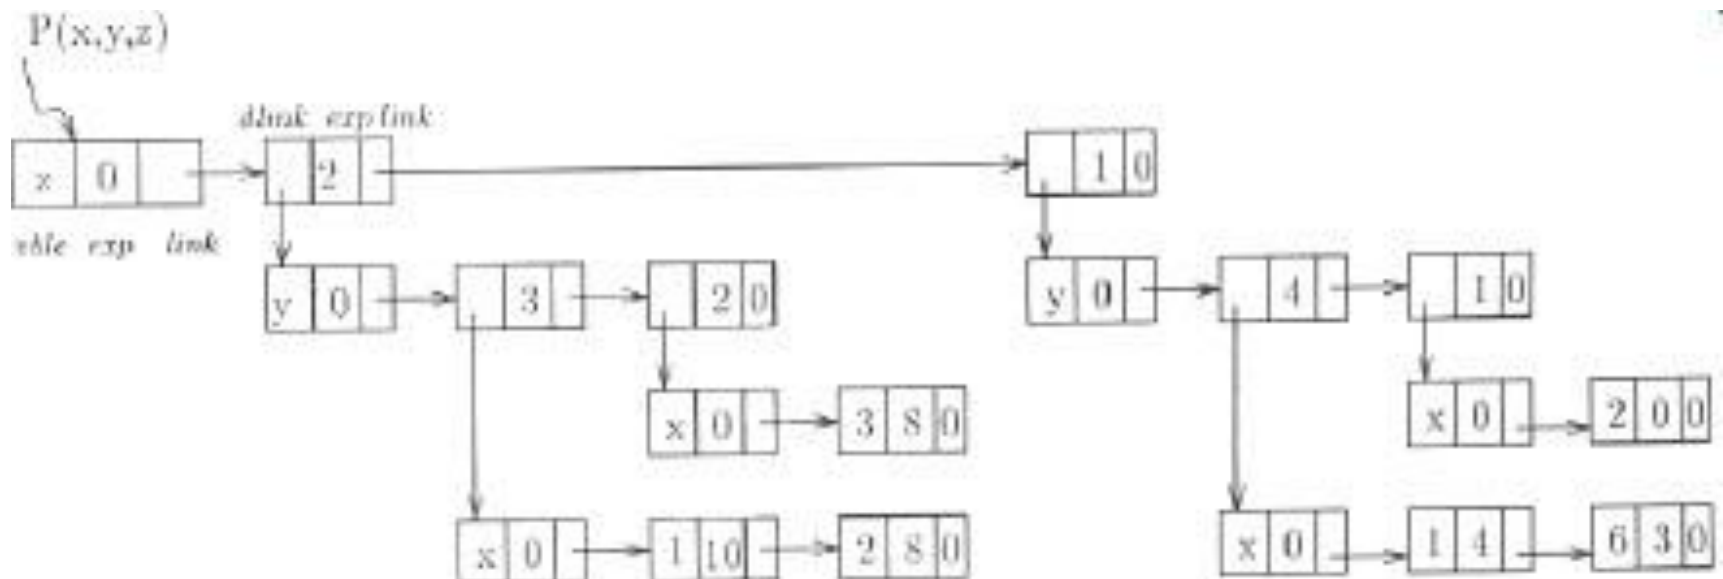 P(x,y,z)
dlink exp link
z 0 2 1 0
vble exp link
y 0 3 2 0 y 0 4 1 0
x 0 3 8 0 x 0 2 0 0
x 0 1 10 2 8 0 x 0 1 4 6 3 0